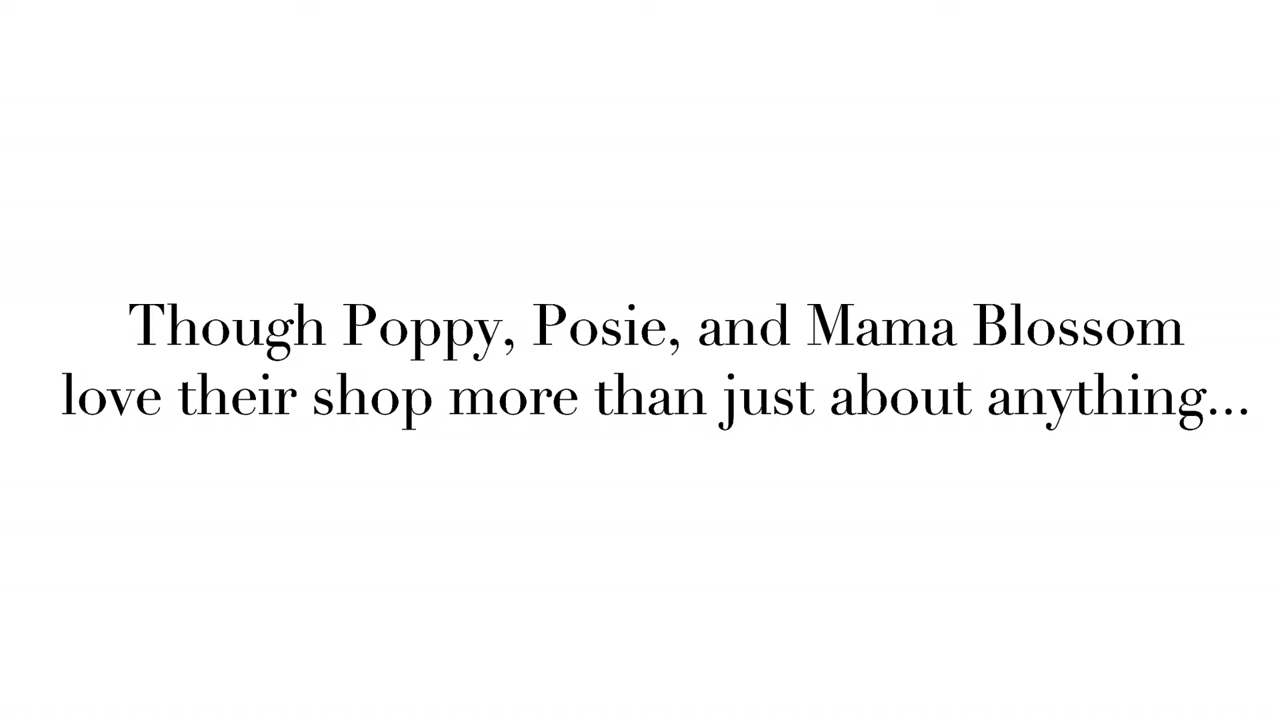 Though Poppy, Posie, and Mama Blossom
love their shop more than just about anything...